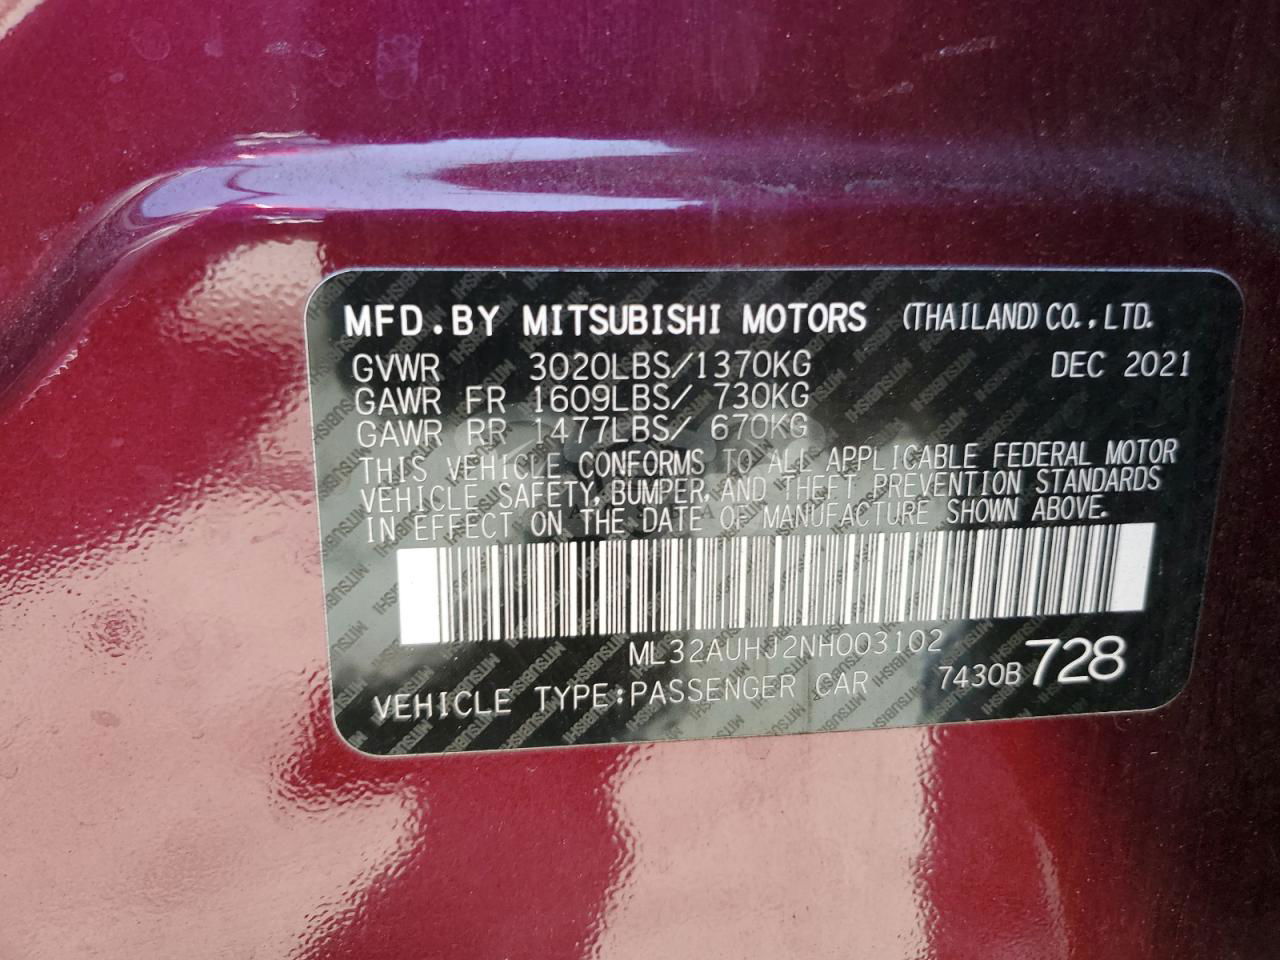 MFD.BY MITSUBISHI MOTORS (THAILAND) CO.,LTD.
GVWR 3020LBS/1370KG DEC 2021
GAWR FR 1609LBS/ 730KG
GAWR RR 1477LBS/ 670KG
THIS VEHICLE CONFORMS TO ALL APPLICABLE FEDERAL MOTOR
VEHICLE SAFETY, BUMPER, AND THEFT PREVENTION STANDARDS
IN EFFECT ON THE DATE OF MANUFACTURE SHOWN ABOVE.
ML32AUHJ2NH003102
VEHICLE TYPE:PASSENGER CAR 7430B728